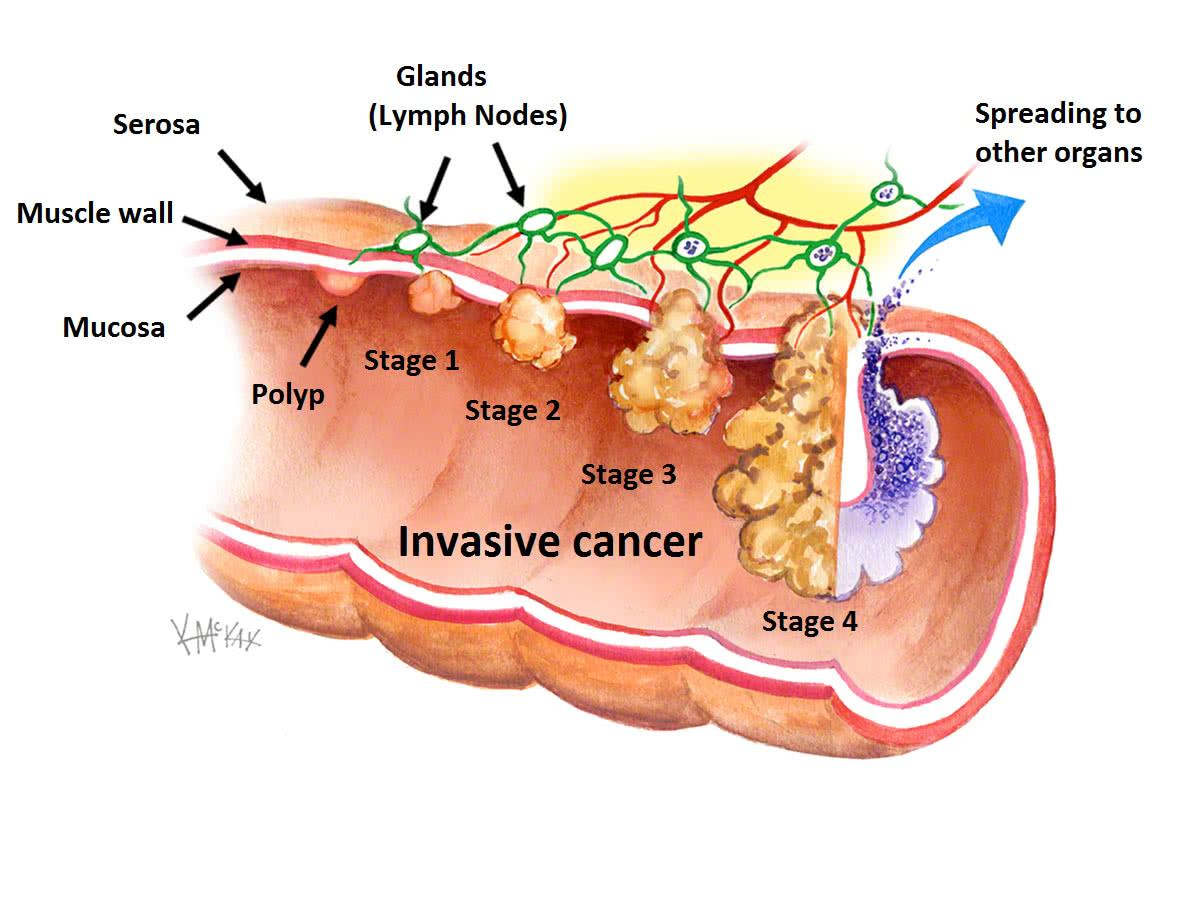 Glands
(Lymph Nodes)
Serosa
Spreading to
other organs
Muscle wall
Mucosa
Polyp
Stage 1
Stage 2
Stage 3
Invasive cancer
Stage 4